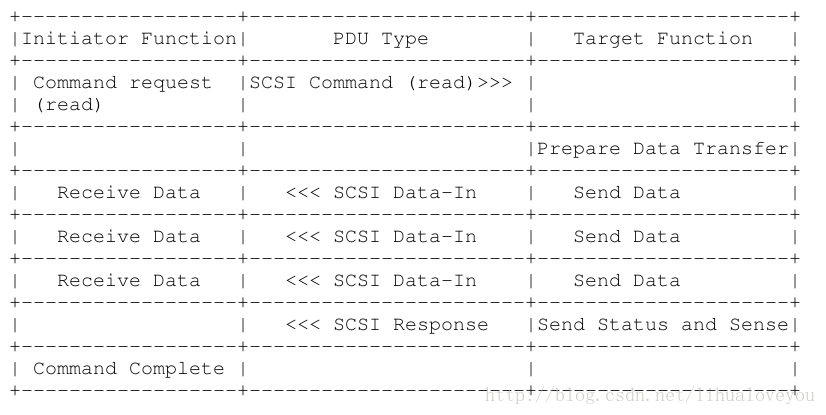 +------------------+-----------------------+---------------------+
|Initiator Function|       PDU Type        |   Target Function   |
+------------------+-----------------------+---------------------+
| Command request  |SCSI Command (read)>>> |                     |
| (read)           |                       |                     |
+------------------+-----------------------+---------------------+
|                  |                       |Prepare Data Transfer|
+------------------+-----------------------+---------------------+
|   Receive Data   |   <<< SCSI Data-In    |   Send Data         |
+------------------+-----------------------+---------------------+
|   Receive Data   |   <<< SCSI Data-In    |   Send Data         |
+------------------+-----------------------+---------------------+
|   Receive Data   |   <<< SCSI Data-In    |   Send Data         |
+------------------+-----------------------+---------------------+
|                  |   <<< SCSI Response   |Send Status and Sense|
+------------------+-----------------------+---------------------+
| Command Complete |                       |                     |
+------------------+-----------------------+---------------------+
http://blog.csdn.net/lihualoveyou